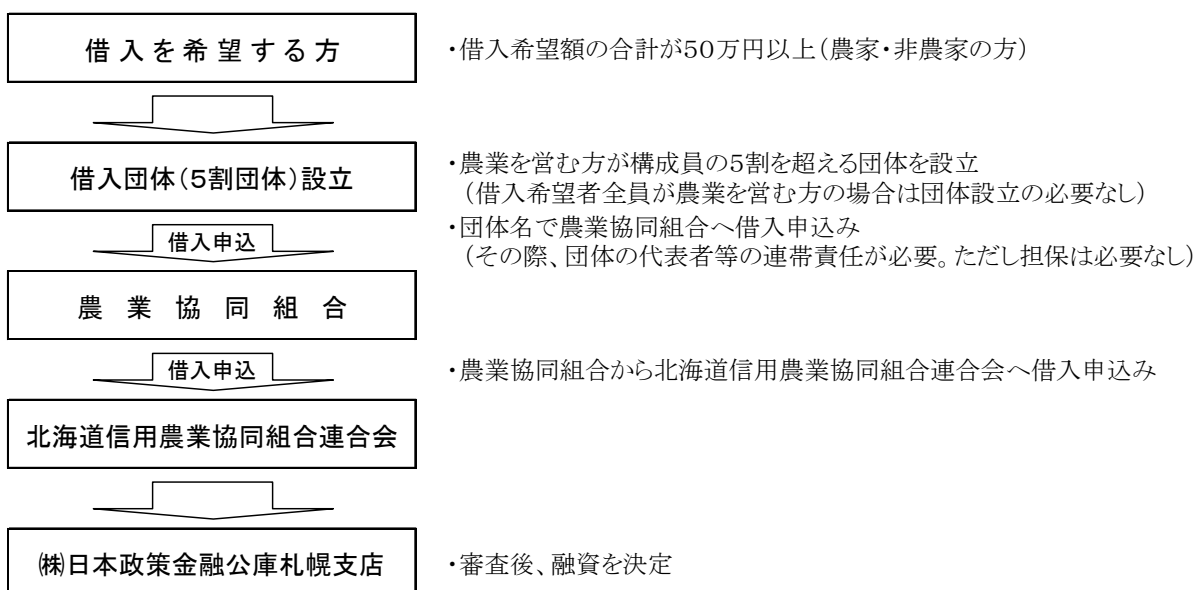 借入を希望する方
・借入希望額の合計が50万円以上(農家・非農家の方)
借入団体(5割団体)設立
・農業を営む方が構成員の5割を超える団体を設立
(借入希望者全員が農業を営む方の場合は団体設立の必要なし)
借入申込
・団体名で農業協同組合へ借入申込み
(その際、団体の代表者等の連帯責任が必要。ただし担保は必要なし)
農業協同組合
借入申込
・農業協同組合から北海道信用農業協同組合連合会へ借入申込み
北海道信用農業協同組合連合会
㈱日本政策金融公庫札幌支店
・審査後、融資を決定